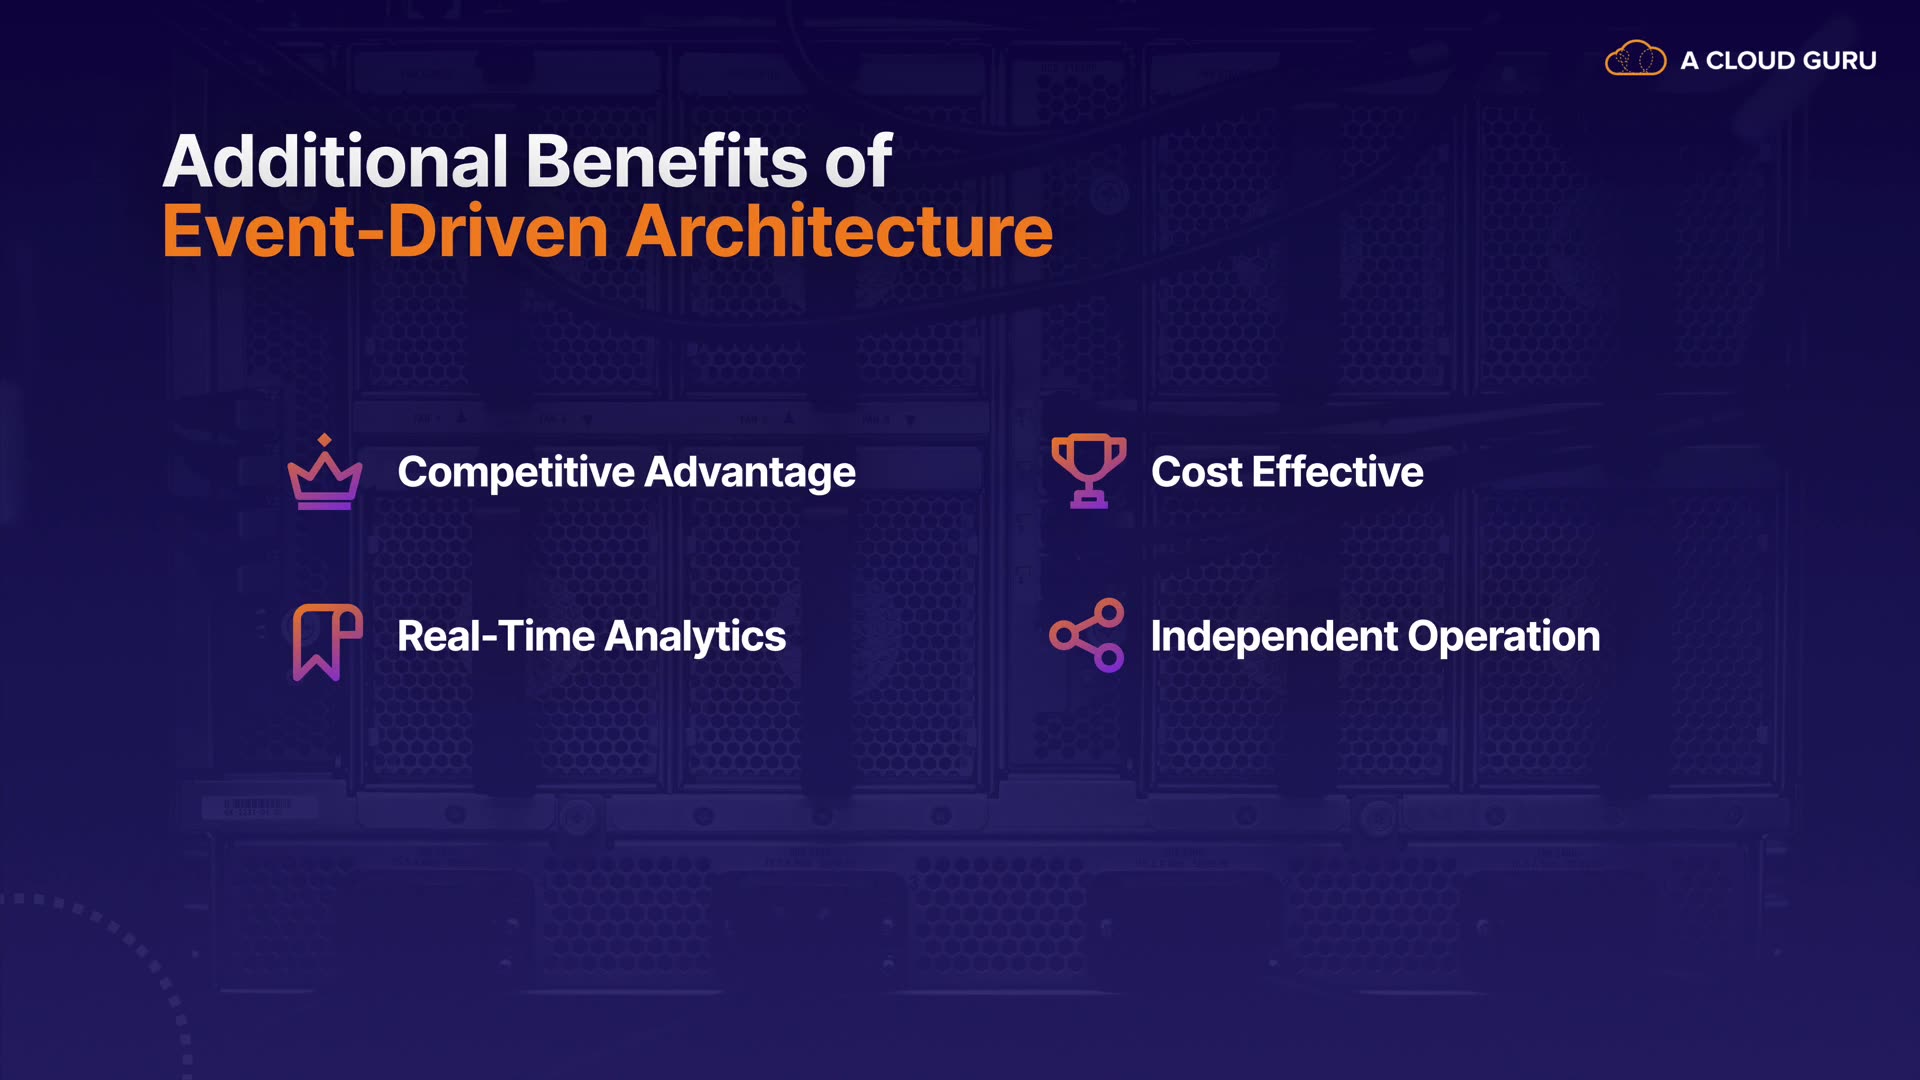 A CLOUD GURU
Additional Benefits of
Event-Driven Architecture
Competitive Advantage
Cost Effective
Real-Time Analytics
Independent Operation